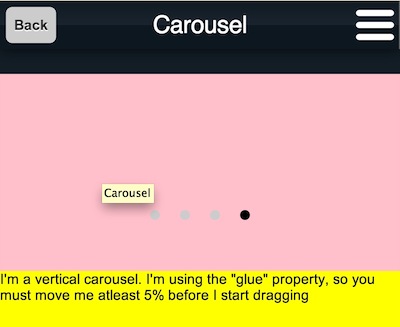 Back
Carousel
Carousel
I'm a vertical carousel. I'm using the "glue" property, so you
must move me atleast 5% before I start dragging